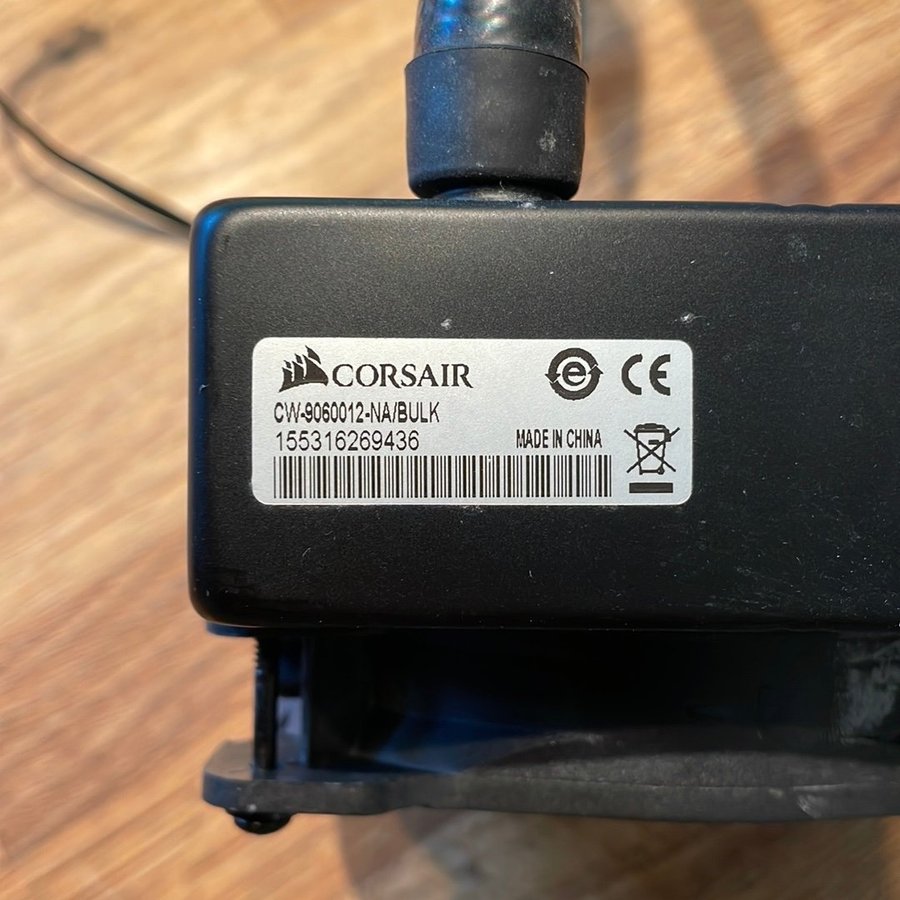 CORSAIR
CW-9060012-NA/BULK
155316269436
MADE IN CHINA
e
CE